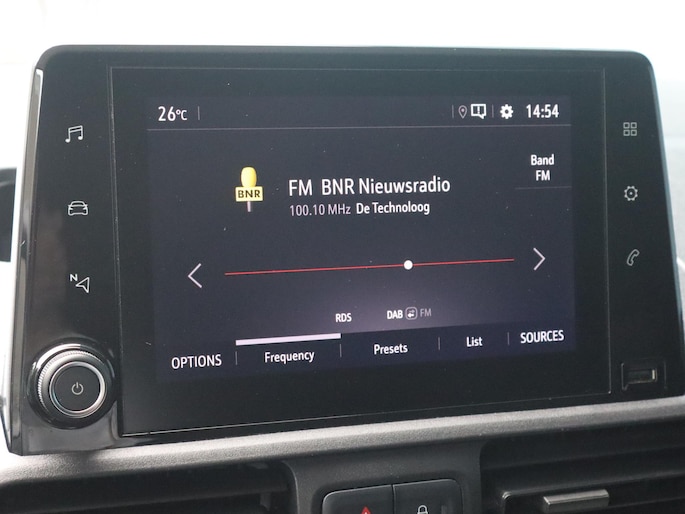 26°C
14:54
BNR
FM BNR Nieuwsradio
100.10 MHz De Technoloog
Band
FM
N
RDS
DAB FM
OPTIONS
Frequency
Presets
List
SOURCES